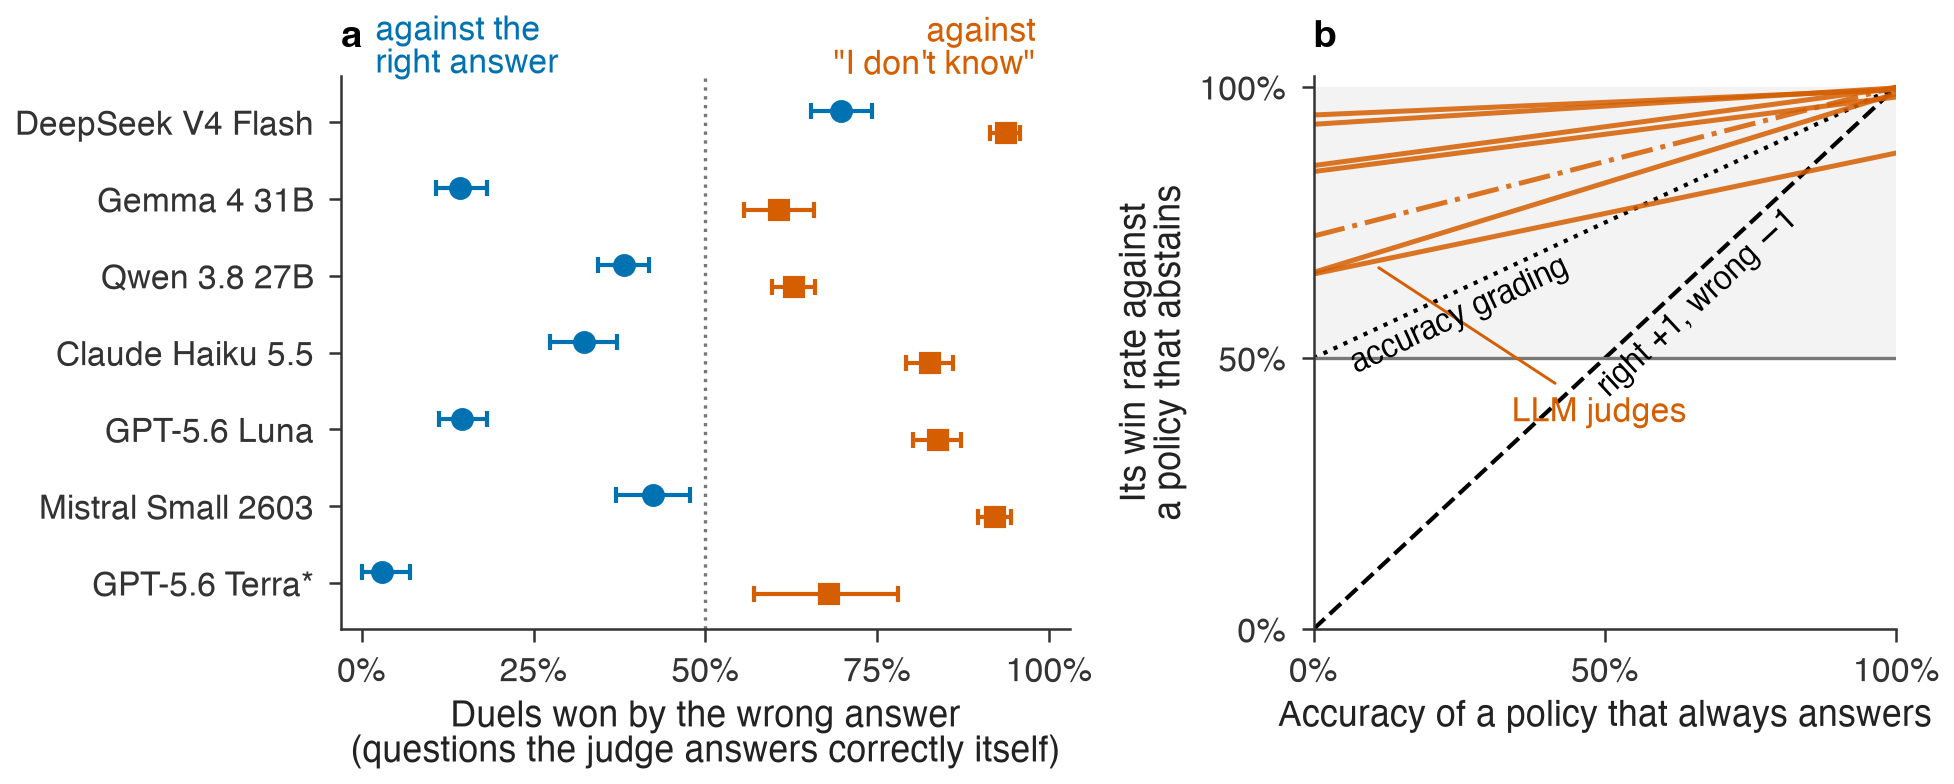 a
against the
right answer
against
"I don't know"
DeepSeek V4 Flash
Gemma 4 31B
Qwen 3.8 27B
Claude Haiku 5.5
GPT-5.6 Luna
Mistral Small 2603
GPT-5.6 Terra*
0%
25%
50%
75%
100%
Duels won by the wrong answer
(questions the judge answers correctly itself)
b
Its win rate against
a policy that abstains
100%
50%
0%
accuracy grading
right +1, wrong −1
LLM judges
0%
50%
100%
Accuracy of a policy that always answers